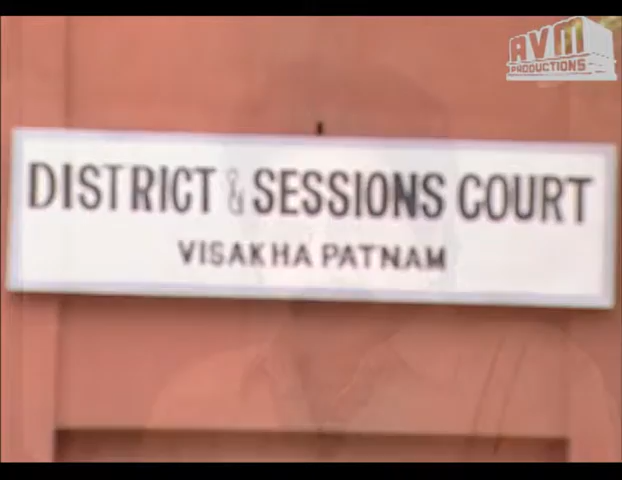 AVM
PRODUCTIONS
DISTRICT & SESSIONS COURT
VISAKHA PATNAM